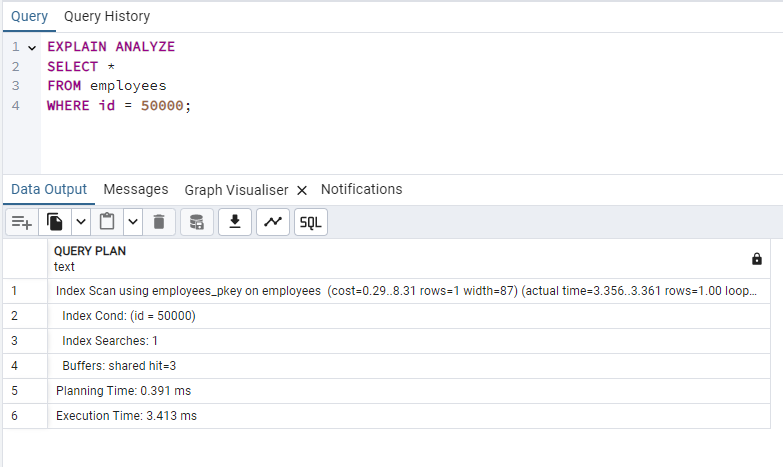 Query Query History
1 EXPLAIN ANALYZE
2 SELECT *
3 FROM employees
4 WHERE id = 50000;
Data Output Messages Graph Visualiser Notifications
SQL
QUERY PLAN
text
1 Index Scan using employees_pkey on employees (cost=0.29..8.31 rows=1 width=87) (actual time=3.356..3.361 rows=1.00 loop...
2 Index Cond: (id = 50000)
3 Index Searches: 1
4 Buffers: shared hit=3
5 Planning Time: 0.391 ms
6 Execution Time: 3.413 ms